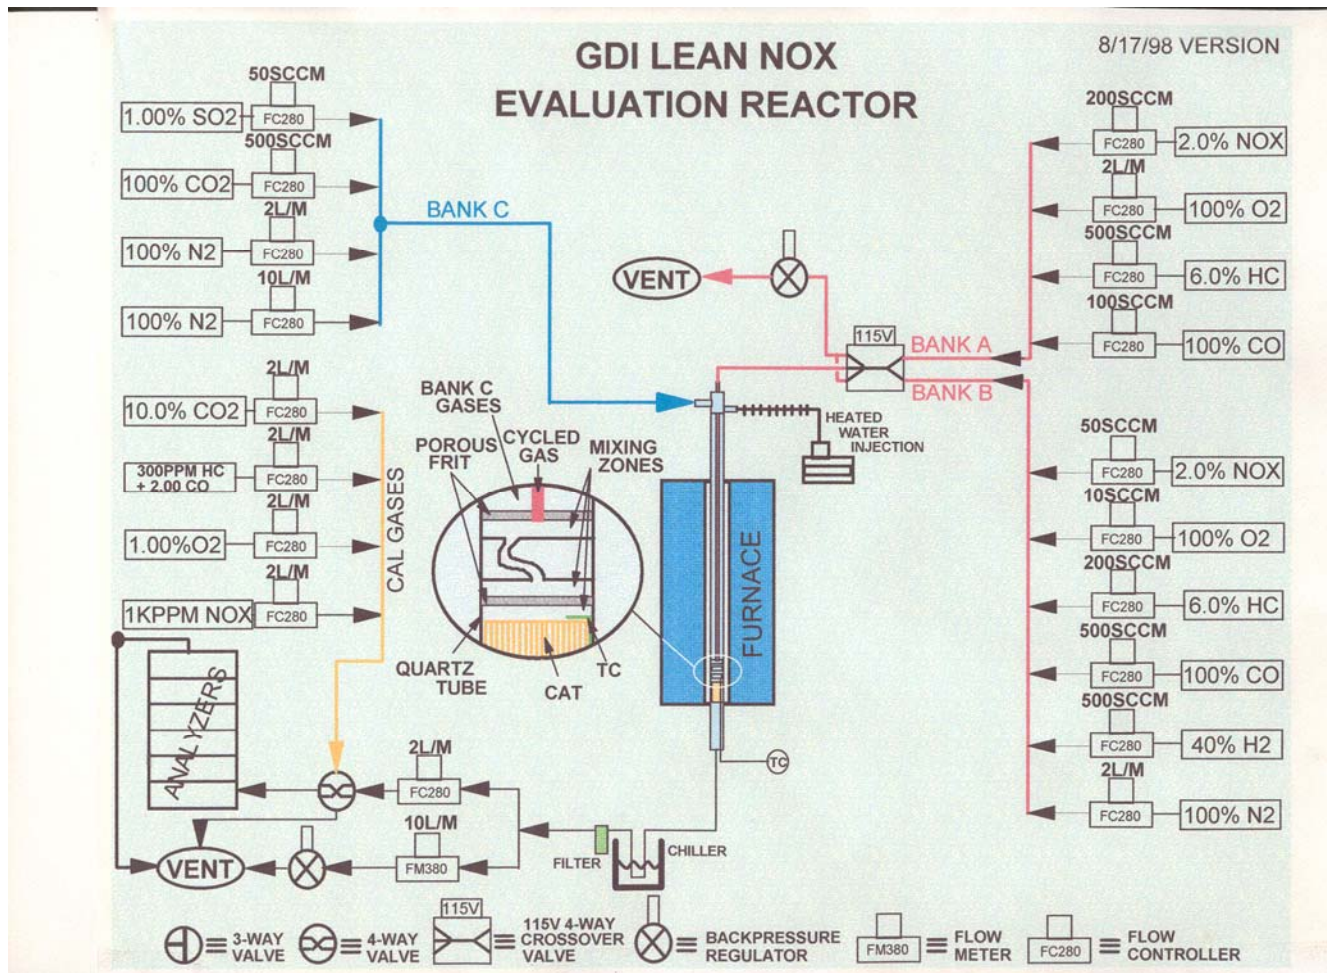 GDI LEAN NOX
EVALUATION REACTOR
8/17/98 VERSION
50SCCM
1.00% SO2
FC280
500SCCM
100% CO2
FC280
2L/M
100% N2
FC280
10L/M
100% N2
FC280
BANK C
2L/M
10.0% CO2
FC280
2L/M
300PPM HC
+ 2.00 CO
FC280
2L/M
1.00%O2
FC280
2L/M
1KPPM NOX
FC280
CAL GASES
200SCCM
FC280
2.0% NOX
2L/M
FC280
100% O2
500SCCM
FC280
6.0% HC
100SCCM
FC280
100% CO
VENT
115V
BANK A
BANK B
50SCCM
FC280
2.0% NOX
10SCCM
FC280
100% O2
200SCCM
FC280
6.0% HC
500SCCM
FC280
100% CO
500SCCM
FC280
40% H2
2L/M
FC280
100% N2
HEATED
WATER
INJECTION
BANK C
GASES
POROUS
FRIT
CYCLED
GAS
MIXING
ZONES
QUARTZ
TUBE
CAT
TC
FURNACE
TC
ANALYZERS
2L/M
FC280
10L/M
FM380
VENT
FILTER
CHILLER
3-WAY
VALVE
4-WAY
VALVE
115V
115V 4-WAY
CROSSOVER
VALVE
BACKPRESSURE
REGULATOR
FM380
FLOW
METER
FC280
FLOW
CONTROLLER